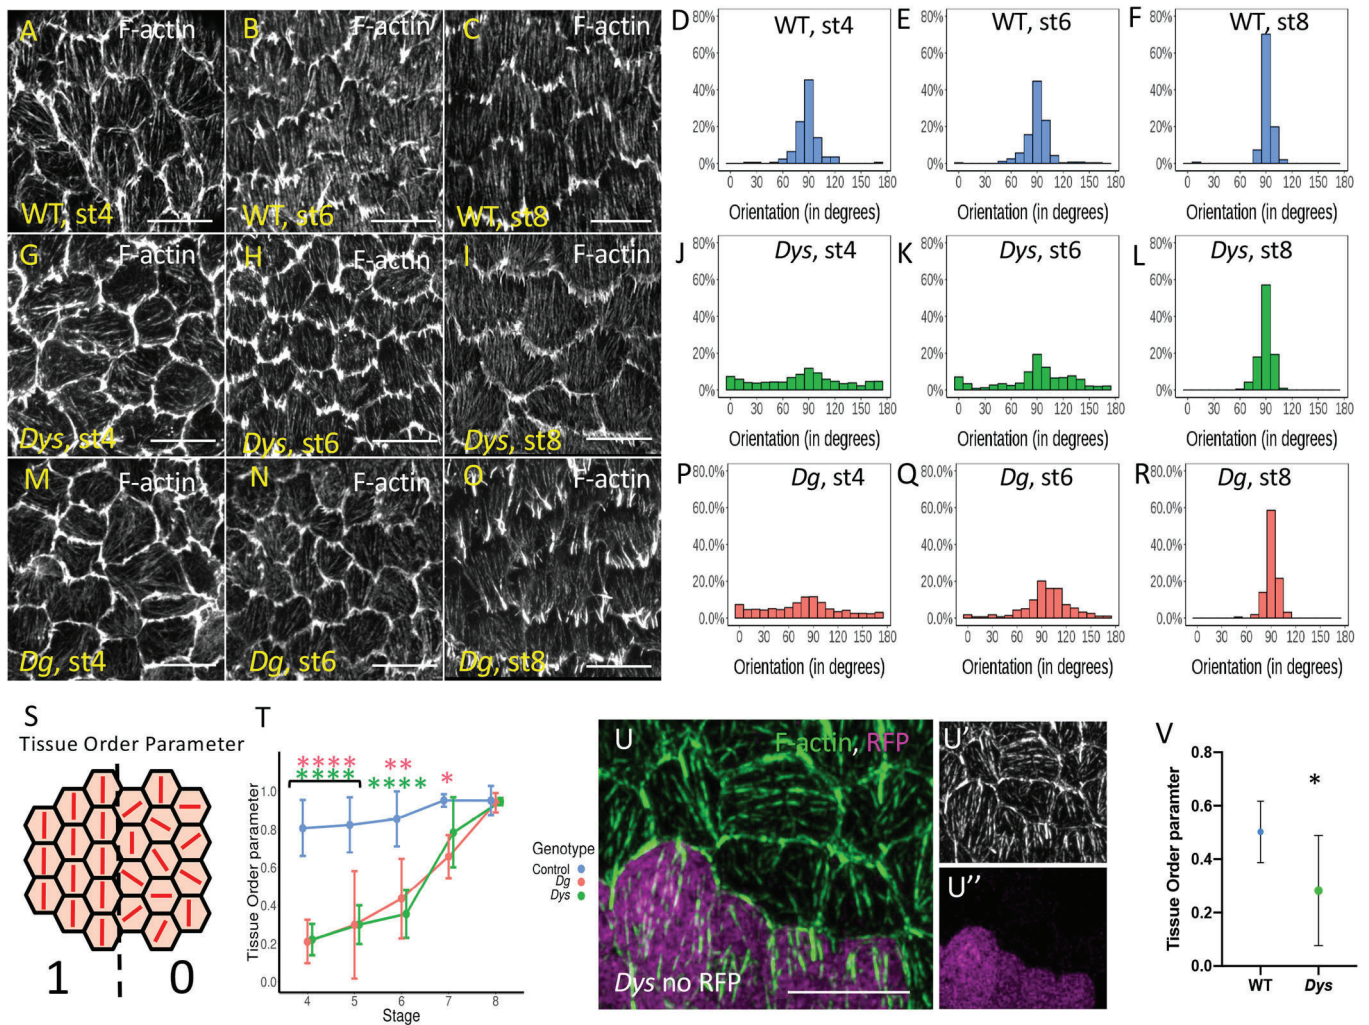 A F-actin
WT, st4
B F-actin
WT, st6
C F-actin
WT, st8
D WT, st4
80%
60%
40%
20%
0%
0 30 60 90 120 150 180
Orientation (in degrees)
E WT, st6
80%
60%
40%
20%
0%
0 30 60 90 120 150 180
Orientation (in degrees)
F WT, st8
80%
60%
40%
20%
0%
0 30 60 90 120 150 180
Orientation (in degrees)
G F-actin
Dys, st4
H F-actin
Dys, st6
I F-actin
Dys, st8
J Dys, st4
80%
60%
40%
20%
0%
0 30 60 90 120 150 180
Orientation (in degrees)
K Dys, st6
80%
60%
40%
20%
0%
0 30 60 90 120 150 180
Orientation (in degrees)
L Dys, st8
80%
60%
40%
20%
0%
0 30 60 90 120 150 180
Orientation (in degrees)
M F-actin
Dg, st4
N F-actin
Dg, st6
O F-actin
Dg, st8
P Dg, st4
80.0%
60.0%
40.0%
20.0%
0.0%
0 30 60 90 120 150 180
Orientation (in degrees)
Q Dg, st6
80.0%
60.0%
40.0%
20.0%
0.0%
0 30 60 90 120 150 180
Orientation (in degrees)
R Dg, st8
80.0%
60.0%
40.0%
20.0%
0.0%
0 30 60 90 120 150 180
Orientation (in degrees)
S
Tissue Order Parameter
1 0
T
**** **
**** **** *
Tissue Order parameter
1.0
0.8
0.6
0.4
0.2
0.0
4 5 6 7 8
Stage
Genotype
Control
Dg
Dys
U F-actin, RFP
Dys no RFP
U'
U''
V
Tissue Order paramter
0.8
0.6
0.4
0.2
0.0
*
WT Dys